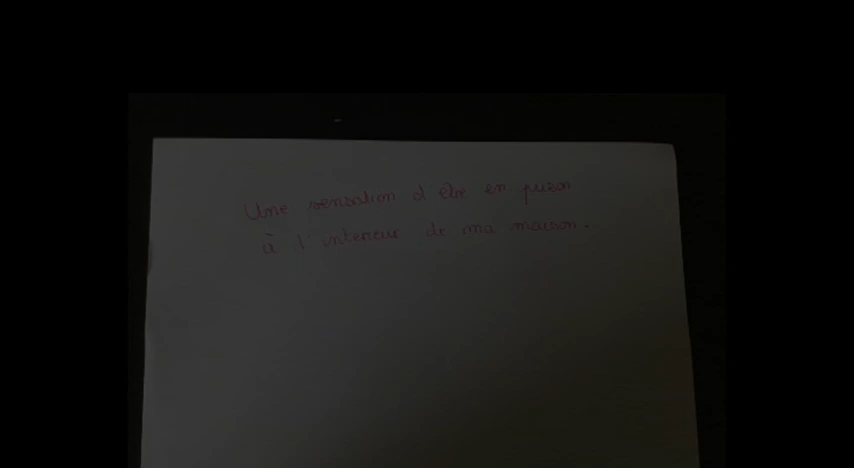 Une sensation d'être en prison
à l'intérieur de ma maison.